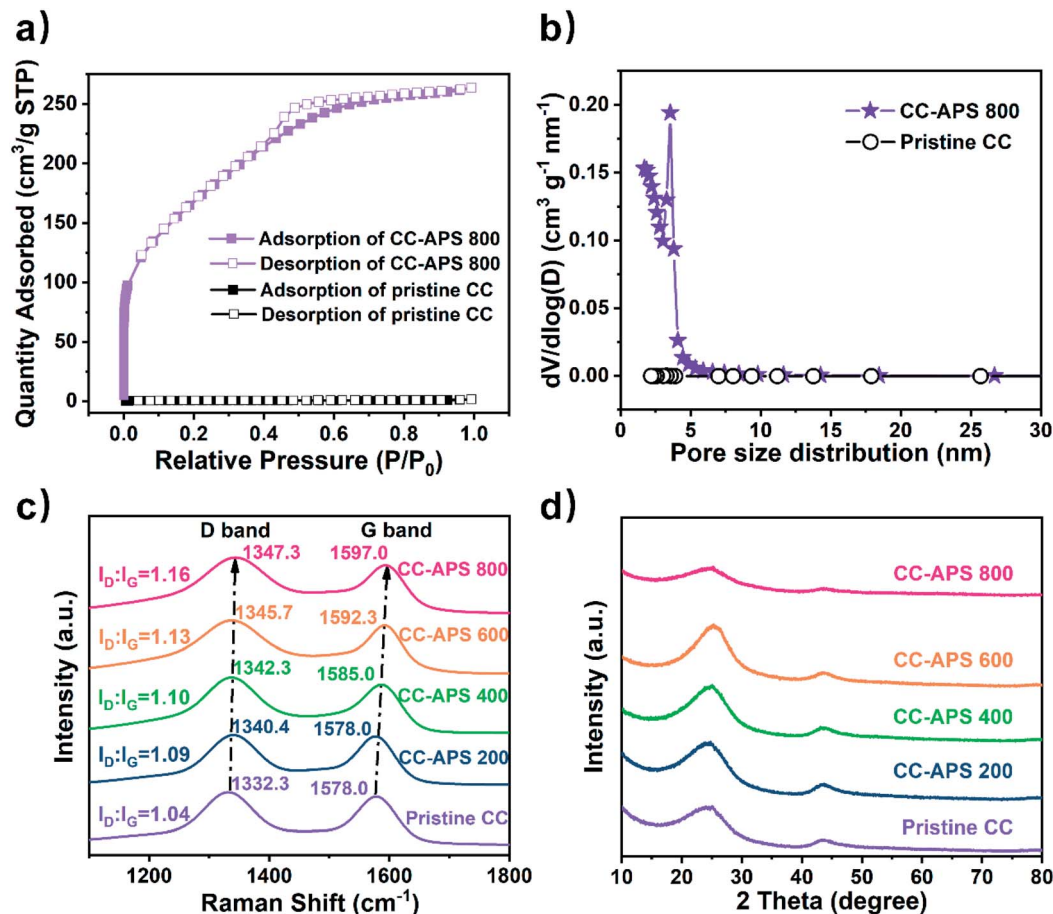 a)
Quantity Adsorbed (cm³/g STP)
250
200
150
100
50
0
Adsorption of CC-APS 800
Desorption of CC-APS 800
Adsorption of pristine CC
Desorption of pristine CC
0.0 0.2 0.4 0.6 0.8 1.0
Relative Pressure (P/P₀)
b)
dV/dlog(D) (cm³ g⁻¹ nm⁻¹)
0.20
0.15
0.10
0.05
0.00
CC-APS 800
Pristine CC
0 5 10 15 20 25 30
Pore size distribution (nm)
c)
Intensity (a.u.)
D band G band
1347.3 1597.0
I_D:I_G=1.16 CC-APS 800
1345.7 1592.3
I_D:I_G=1.13 CC-APS 600
1342.3 1585.0
I_D:I_G=1.10 CC-APS 400
1340.4 1578.0
I_D:I_G=1.09 CC-APS 200
1332.3 1578.0
I_D:I_G=1.04 Pristine CC
1200 1400 1600 1800
Raman Shift (cm⁻¹)
d)
Intensity (a.u.)
CC-APS 800
CC-APS 600
CC-APS 400
CC-APS 200
Pristine CC
10 20 30 40 50 60 70 80
2 Theta (degree)